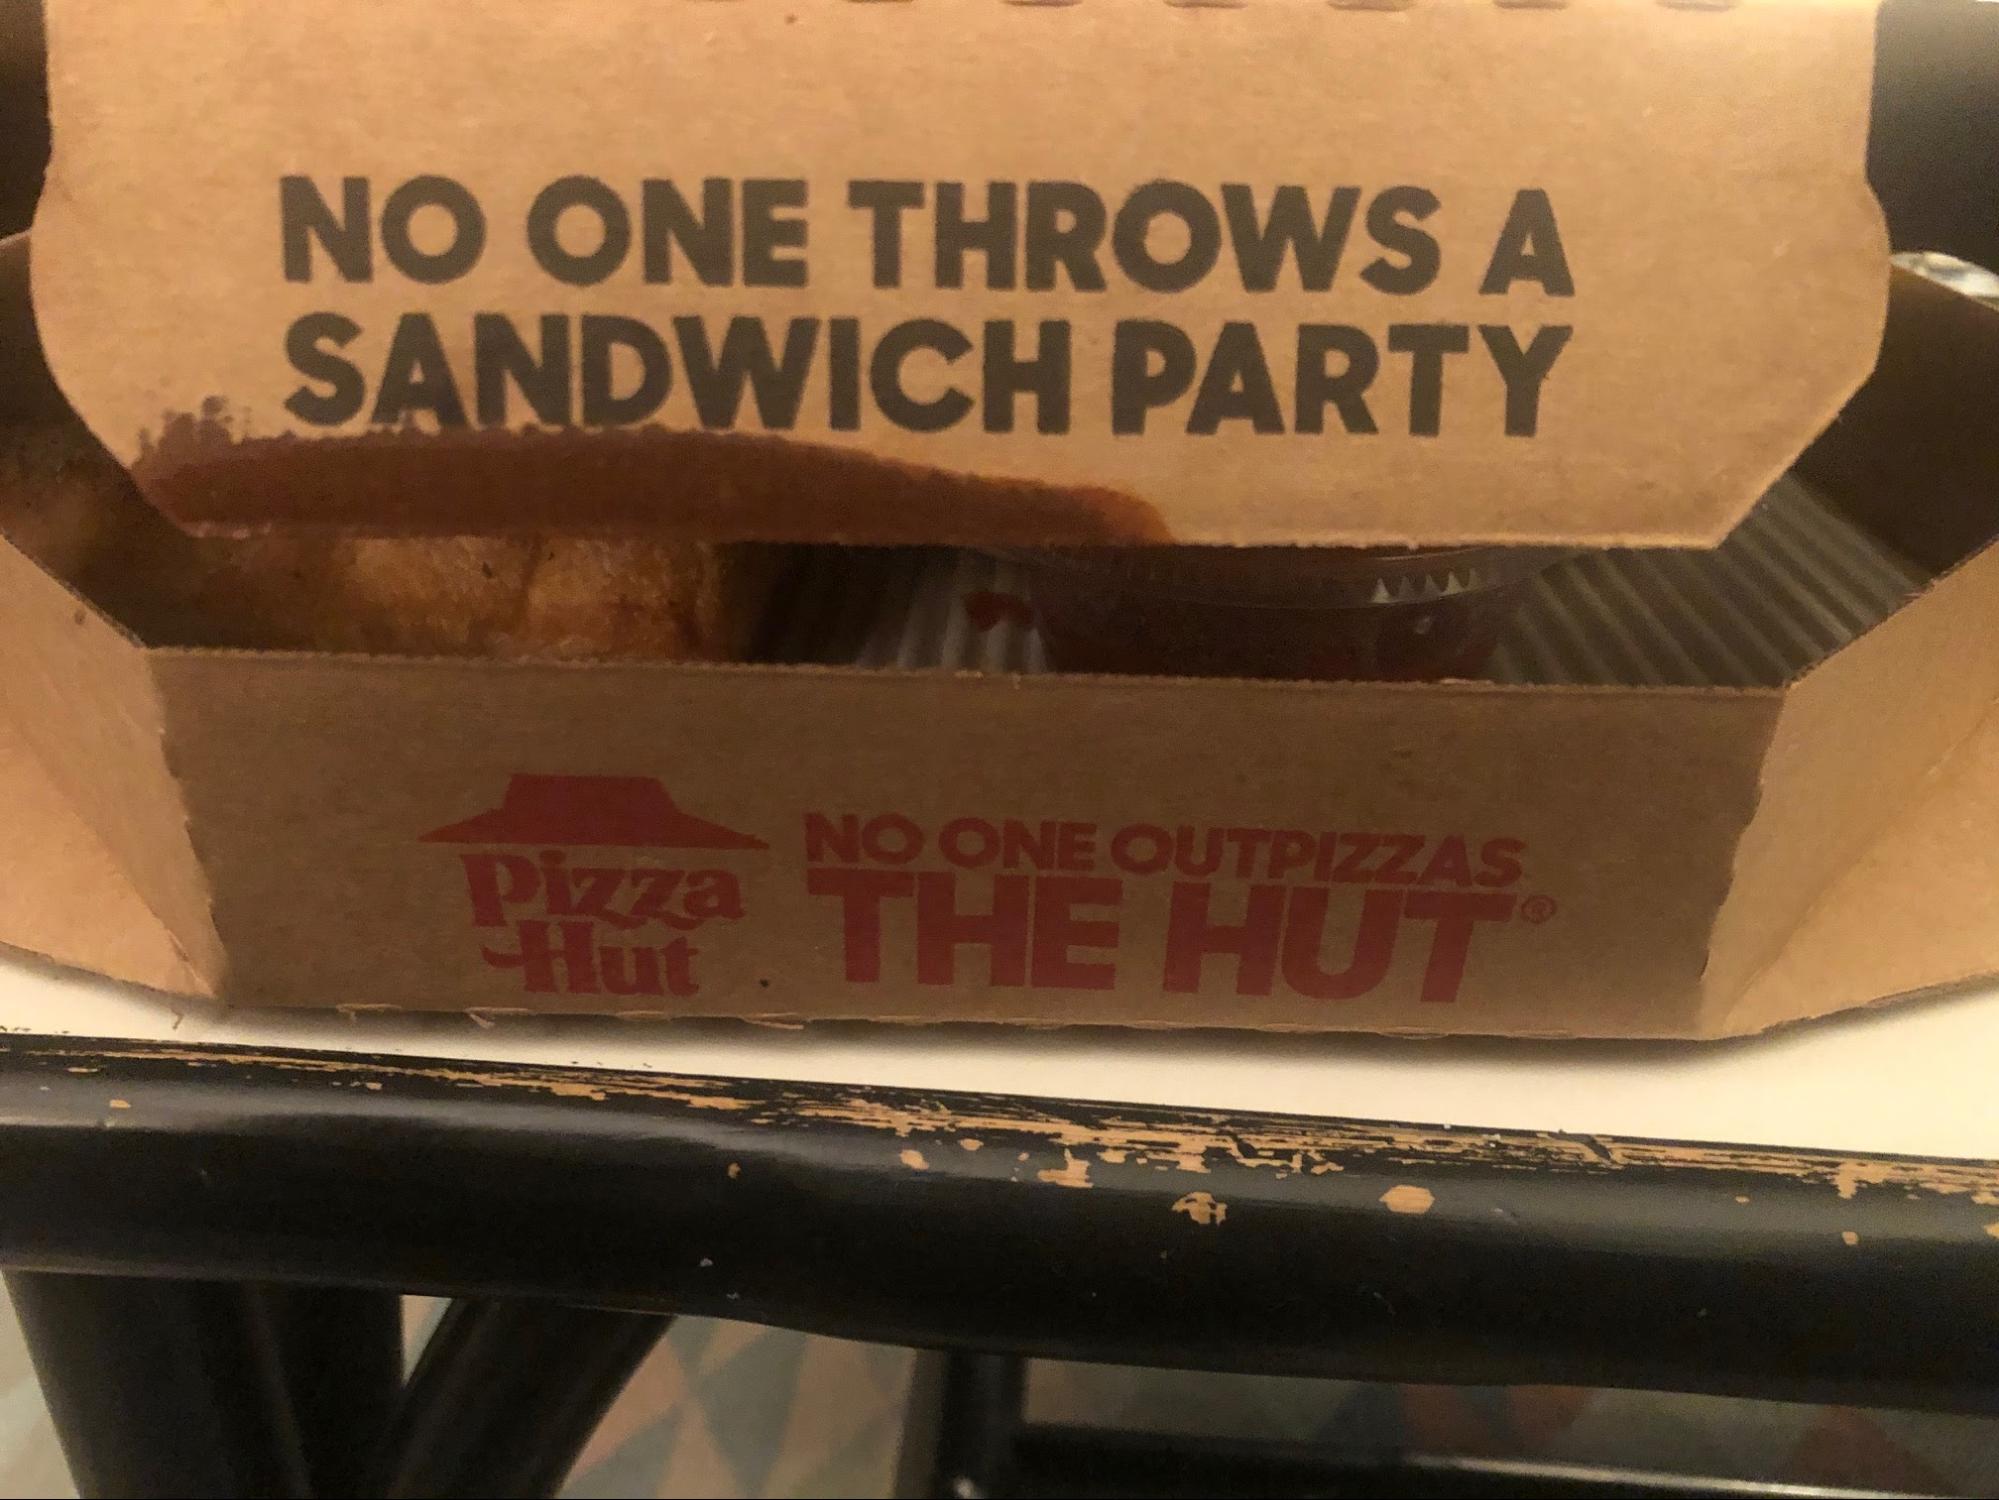 NO ONE THROWS A
SANDWICH PARTY
Pizza
Hut
NO ONE OUTPIZZAS
THE HUT®